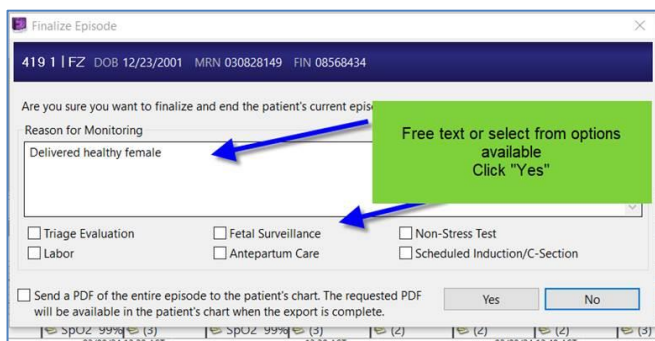 Finalize Episode
419 1 | FZ DOB 12/23/2001 MRN 030828149 FIN 08568434
Are you sure you want to finalize and end the patient's current
Reason for Monitoring
Delivered healthy female
Free text or select from options
available
Click "Yes"
Triage Evaluation Fetal Surveillance Non-Stress Test
Labor Antepartum Care Scheduled Induction/C-Section
Send a PDF of the entire episode to the patient's chart. The requested PDF
will be available in the patient's chart when the export is complete.
Yes No
SpO2 99% (3) SpO2 99% (3) (2) (2) (2) (3)